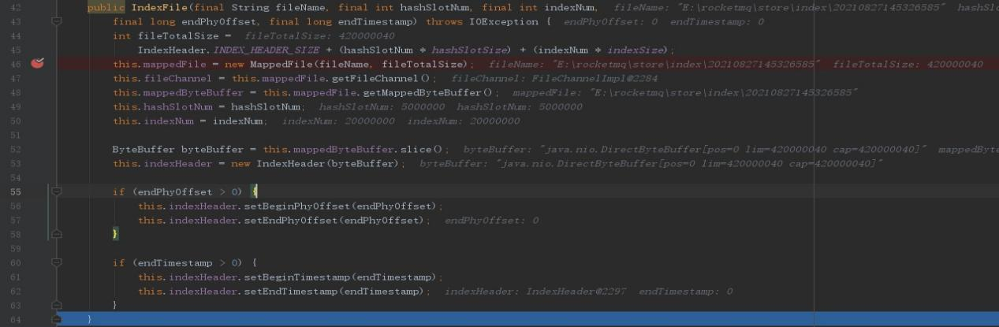 42 public IndexFile(final String fileName, final int hashSlotNum, final int indexNum, fileName: "E:\rocketmq\store\index\20210827145326585" hashSlo
43 final long endPhyOffset, final long endTimestamp) throws IOException { endPhyOffset: 0 endTimestamp: 0
44 int fileTotalSize = fileTotalSize: 420000040
45 IndexHeader.INDEX_HEADER_SIZE + (hashSlotNum * hashSlotSize) + (indexNum * indexSize);
46 this.mappedFile = new MappedFile(fileName, fileTotalSize); fileName: "E:\rocketmq\store\index\20210827145326585" fileTotalSize: 420000040
47 this.fileChannel = this.mappedFile.getFileChannel(); fileChannel: FileChannelImpl@2284
48 this.mappedByteBuffer = this.mappedFile.getMappedByteBuffer(); mappedFile: "E:\rocketmq\store\index\20210827145326585"
49 this.hashSlotNum = hashSlotNum; hashSlotNum: 5000000 hashSlotNum: 5000000
50 this.indexNum = indexNum; indexNum: 20000000 indexNum: 20000000
51
52 ByteBuffer byteBuffer = this.mappedByteBuffer.slice(); byteBuffer: "java.nio.DirectByteBuffer[pos=0 lim=420000040 cap=420000040]" mappedByte
53 this.indexHeader = new IndexHeader(byteBuffer); byteBuffer: "java.nio.DirectByteBuffer[pos=0 lim=420000040 cap=420000040]"
54
55 if (endPhyOffset > 0) {
56 this.indexHeader.setBeginPhyOffset(endPhyOffset);
57 this.indexHeader.setEndPhyOffset(endPhyOffset); endPhyOffset: 0
58 }
59
60 if (endTimestamp > 0) {
61 this.indexHeader.setBeginTimestamp(endTimestamp);
62 this.indexHeader.setEndTimestamp(endTimestamp); indexHeader: IndexHeader@2297 endTimestamp: 0
63 }
64 }